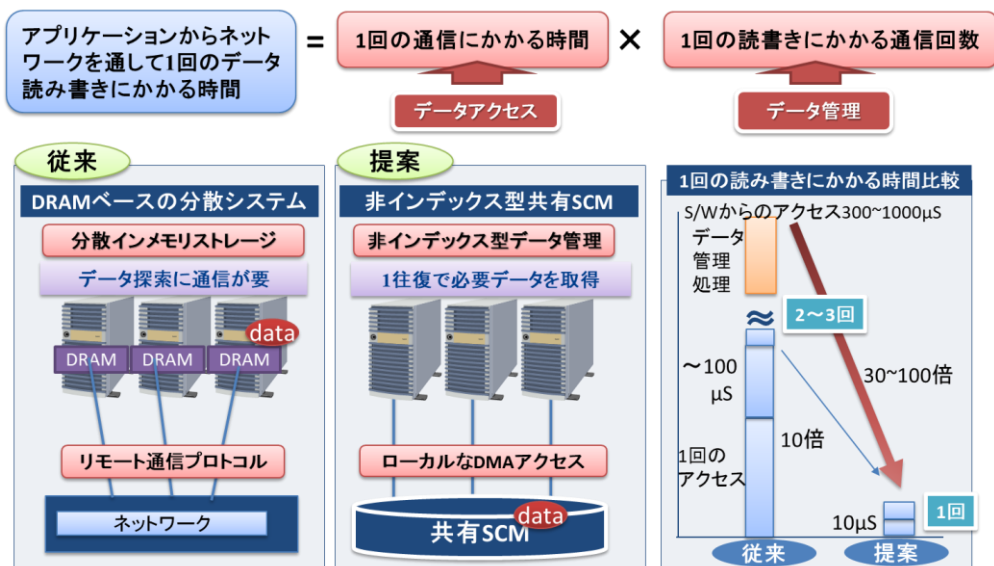 アプリケーションからネット
ワークを通して1回のデータ
読み書きにかかる時間
=
1回の通信にかかる時間
×
1回の読書きにかかる通信回数
データアクセス
データ管理
従来
DRAMベースの分散システム
分散インメモリストレージ
データ探索に通信が要
data
DRAM
DRAM
DRAM
リモート通信プロトコル
ネットワーク
提案
非インデックス型共有SCM
非インデックス型データ管理
1往復で必要データを取得
ローカルなDMAアクセス
data
共有SCM
1回の読み書きにかかる時間比較
S/Wからのアクセス300~1000μS
データ
管理
処理
≈
2～3回
～100
μS
30~100倍
10倍
1回の
アクセス
10μS
1回
従来
提案